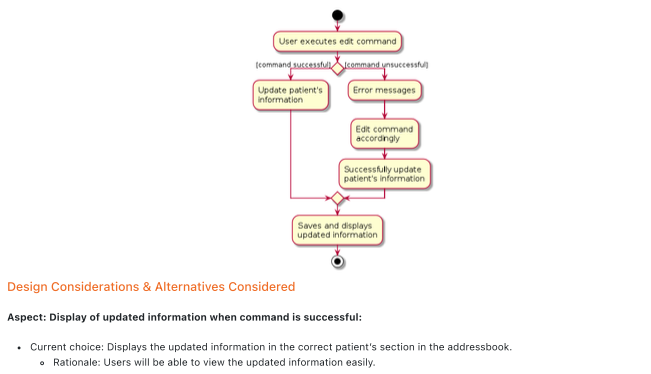 User executes edit command
[command successful] [command unsuccessful]
Update patient's
information
Error messages
Edit command
accordingly
Successfully update
patient's information
Saves and displays
updated information
Design Considerations & Alternatives Considered
Aspect: Display of updated information when command is successful:
• Current choice: Displays the updated information in the correct patient's section in the addressbook.
◦ Rationale: Users will be able to view the updated information easily.